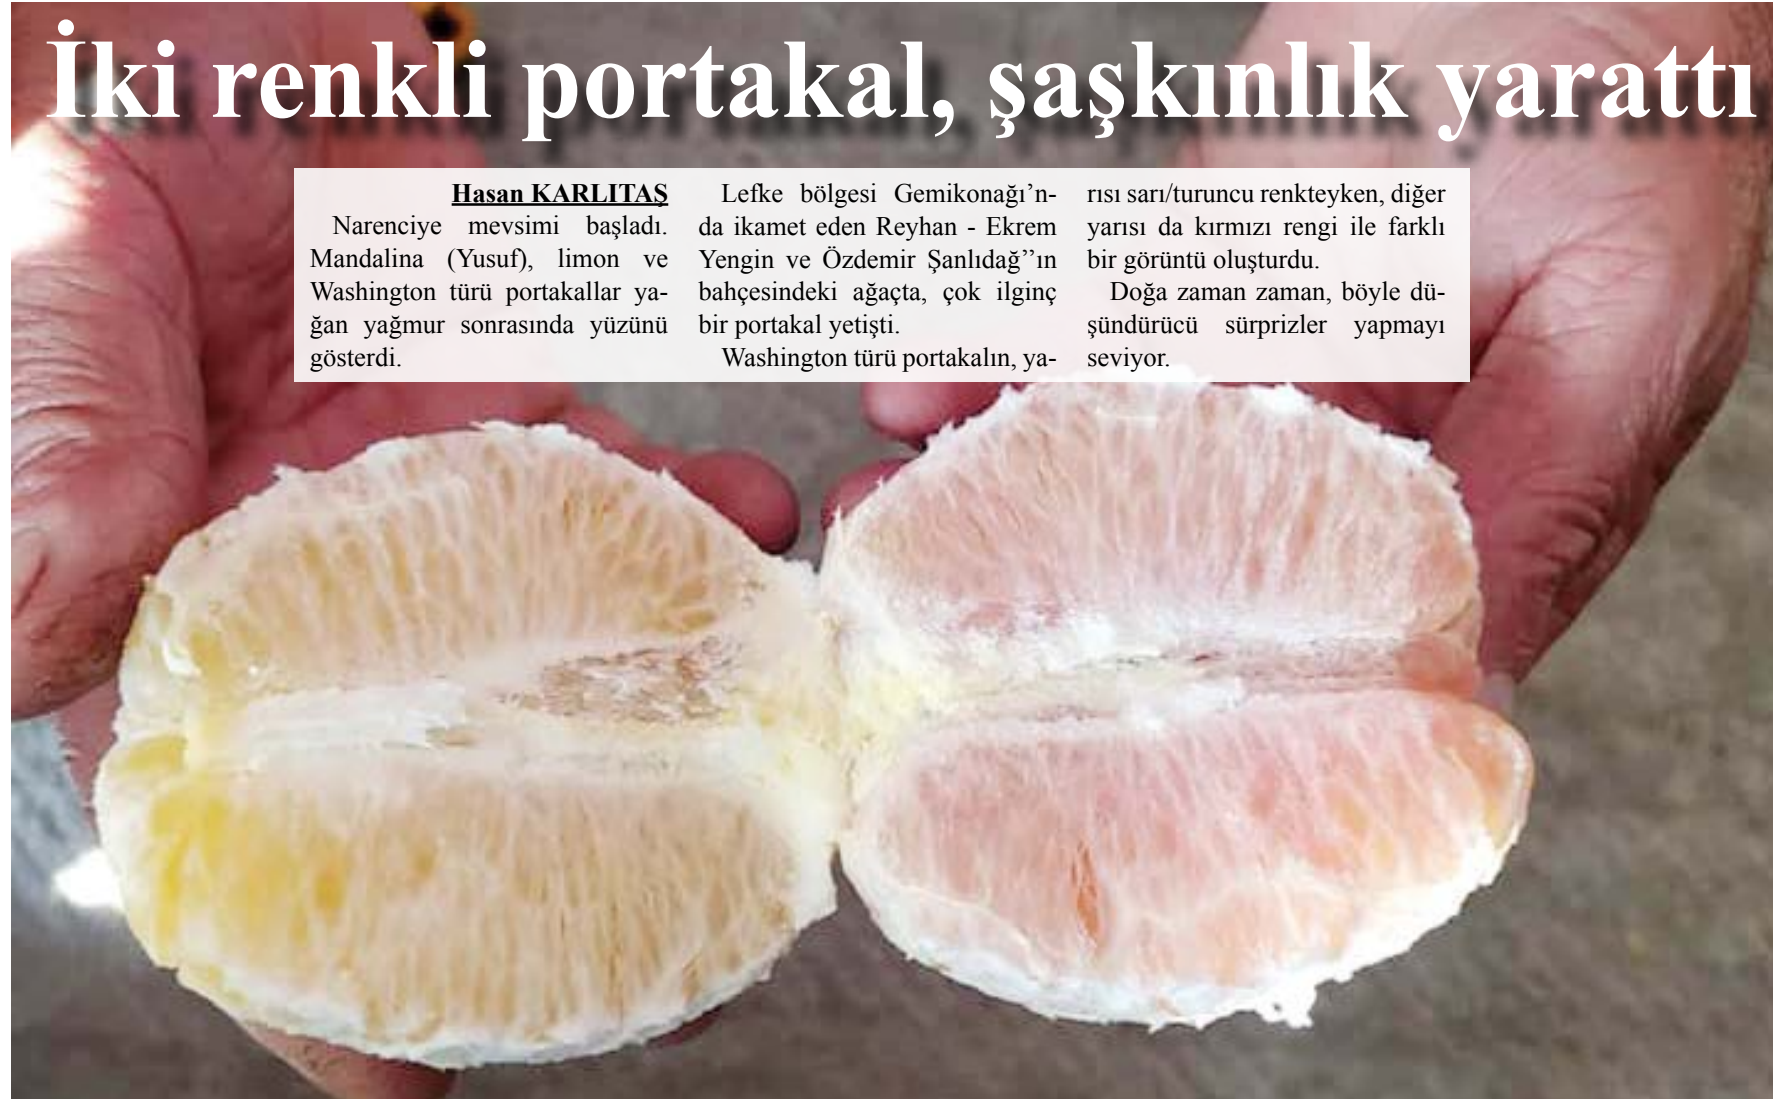 İki renkli portakal, şaşkınlık yarattı
Hasan KARLITAŞ
Narenciye mevsimi başladı.
Mandalina (Yusuf), limon ve
Washington türü portakallar ya-
ğan yağmur sonrasında yüzünü
gösterdi.
Lefke bölgesi Gemikonağı’n-
da ikamet eden Reyhan - Ekrem
Yengin ve Özdemir Şanlıdağ’’ın
bahçesindeki ağaçta, çok ilginç
bir portakal yetişti.
Washington türü portakalın, ya-
rısı sarı/turuncu renkteyken, diğer
yarısı da kırmızı rengi ile farklı
bir görüntü oluşturdu.
Doğa zaman zaman, böyle dü-
şündürücü sürprizler yapmayı
seviyor.